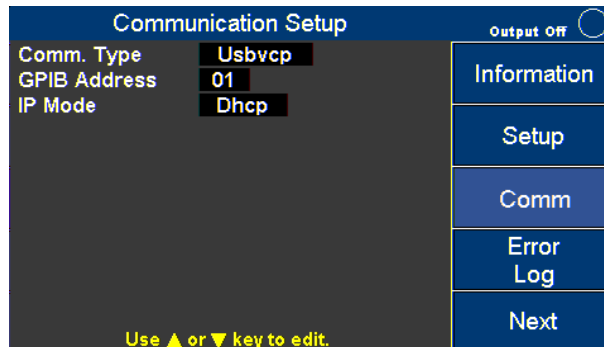 Communication Setup
Output Off
Comm. Type Usbvcp
GPIB Address 01
IP Mode Dhcp
Information
Setup
Comm
Error
Log
Next
Use ▲ or ▼ key to edit.